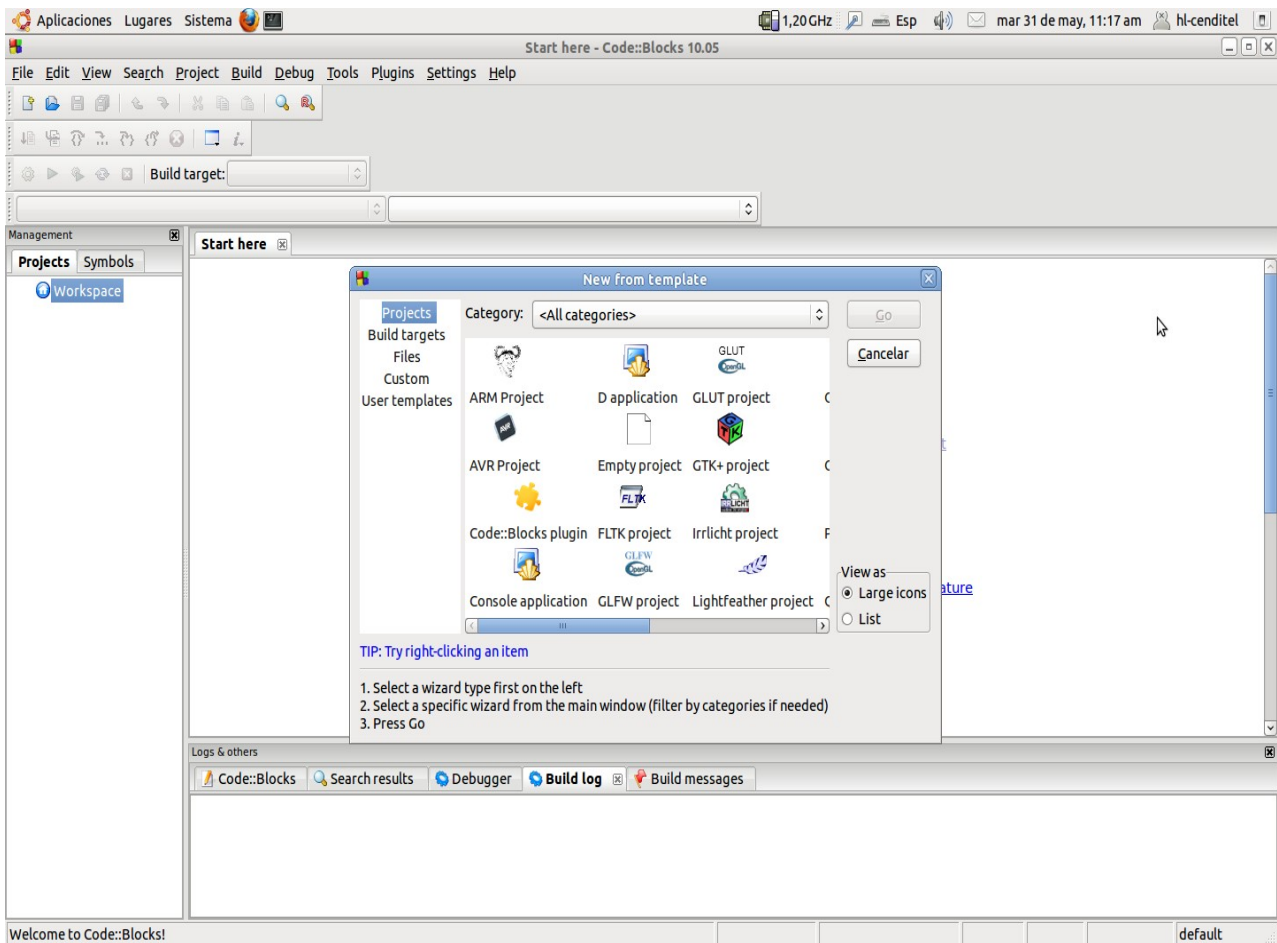 Aplicaciones Lugares Sistema 1,20 GHz Esp mar 31 de may, 11:17 am hl-cenditel
Start here - Code::Blocks 10.05
File Edit View Search Project Build Debug Tools Plugins Settings Help
Build target:
Management
Projects Symbols
Workspace
Start here
New from template
Projects
Build targets
Files
Custom
User templates
Category: <All categories>
Go
Cancelar
GLUT
OpenGL
ARM Project D application GLUT project
AVR
GTK
AVR Project Empty project GTK+ project
FLTK
Code::Blocks plugin FLTK project Irrlicht project
GLFW
OpenGL
Console application GLFW project Lightfeather project
View as
Large icons
List
ature
TIP: Try right-clicking an item
1. Select a wizard type first on the left
2. Select a specific wizard from the main window (filter by categories if needed)
3. Press Go
Logs & others
Code::Blocks Search results Debugger Build log Build messages
Welcome to Code::Blocks! default